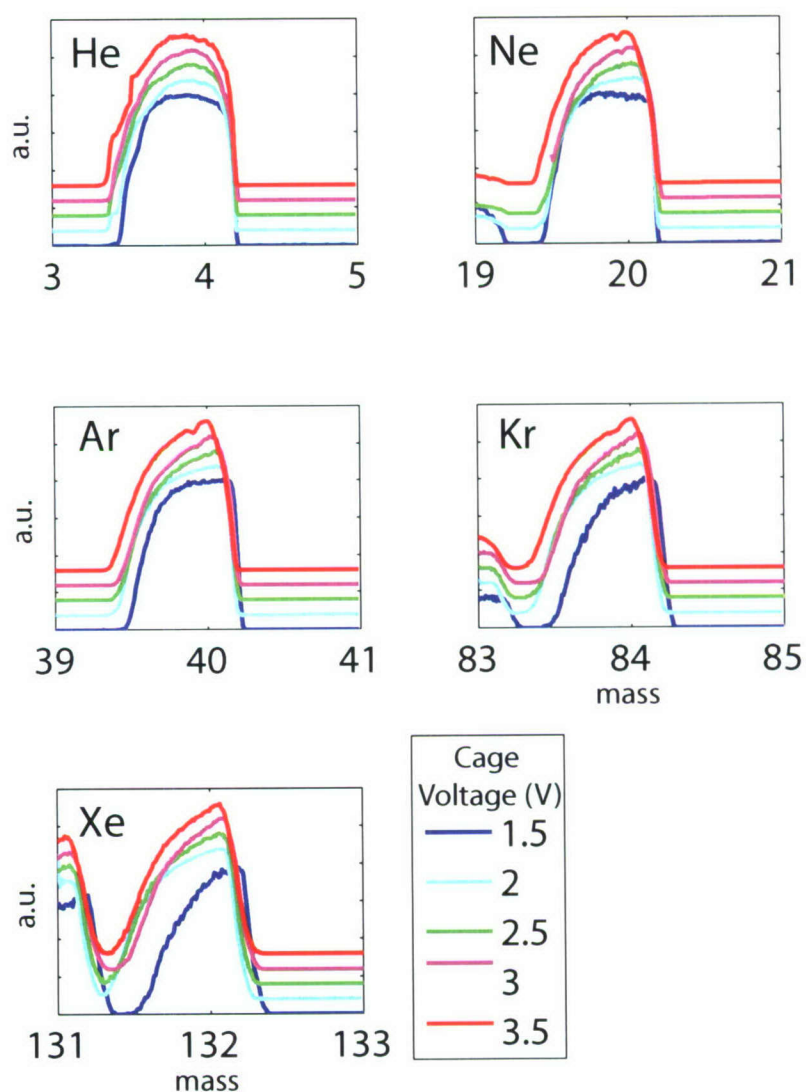 He
a.u.
3 4 5
Ne
19 20 21
Ar
a.u.
39 40 41
Kr
83 84 85
mass
Xe
a.u.
131 132 133
mass
Cage
Voltage (V)
1.5
2
2.5
3
3.5